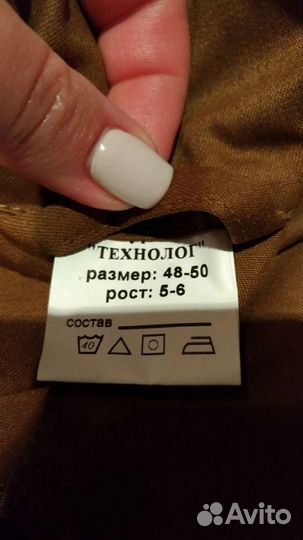 "ТЕХНОЛОГ"
размер: 48-50
рост: 5-6
состав
40
Avito